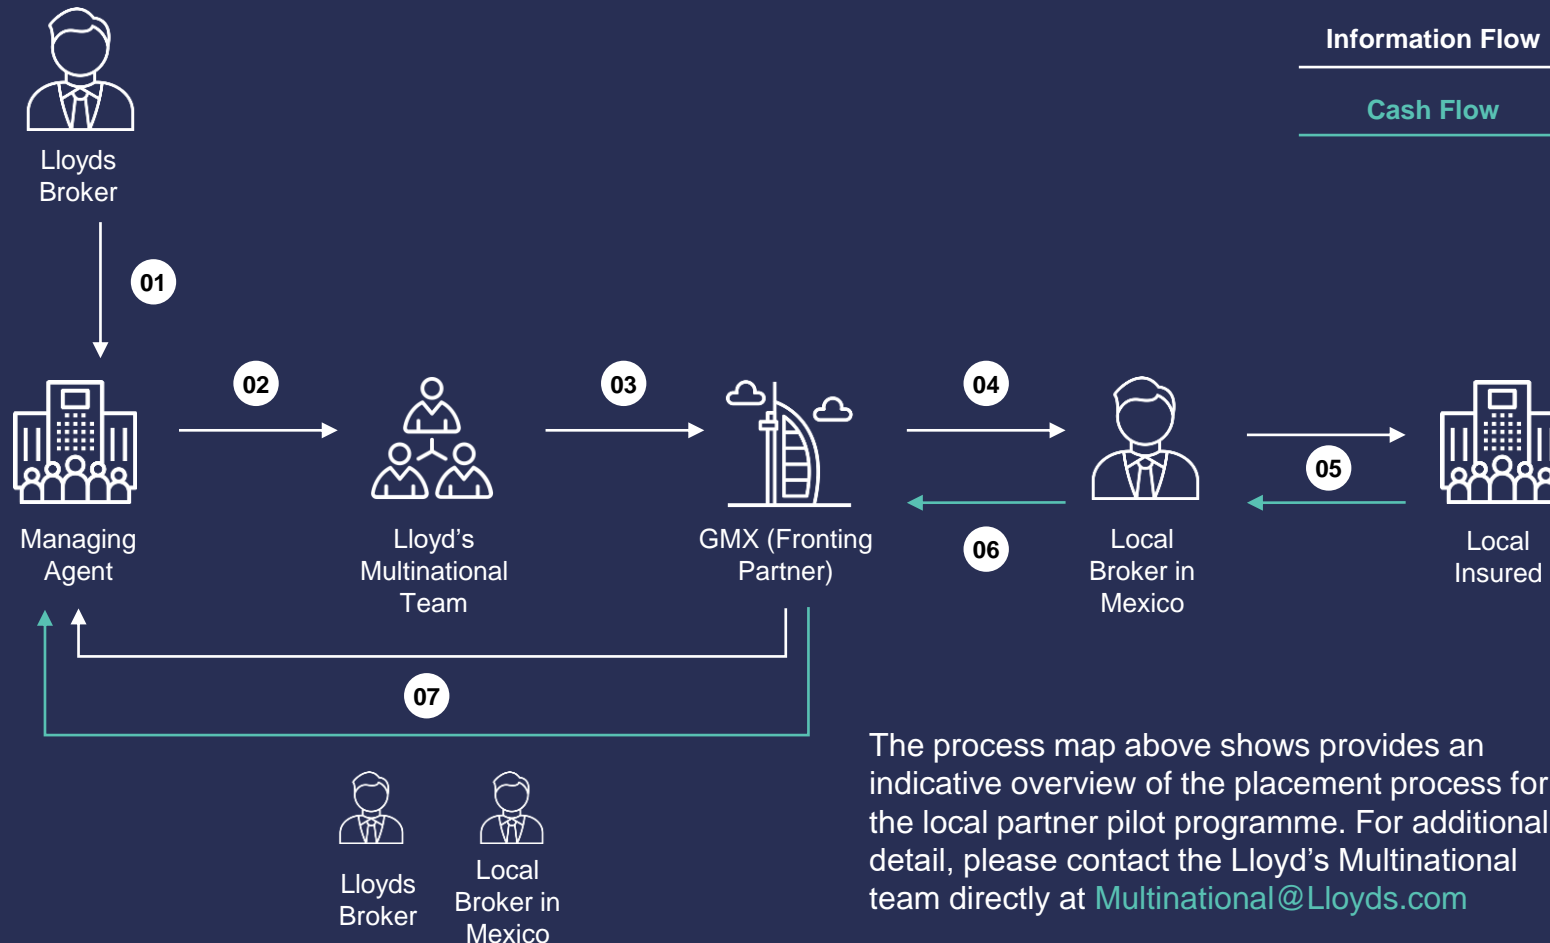 Information Flow
Cash Flow
Lloyds
Broker
01
02
03
04
05
06
Managing
Agent
Lloyd’s
Multinational
Team
GMX (Fronting
Partner)
Local
Broker in
Mexico
Local
Insured
07
Lloyds
Broker
Local
Broker in
Mexico
The process map above shows provides an
indicative overview of the placement process for
the local partner pilot programme. For additional
detail, please contact the Lloyd’s Multinational
team directly at Multinational@Lloyds.com